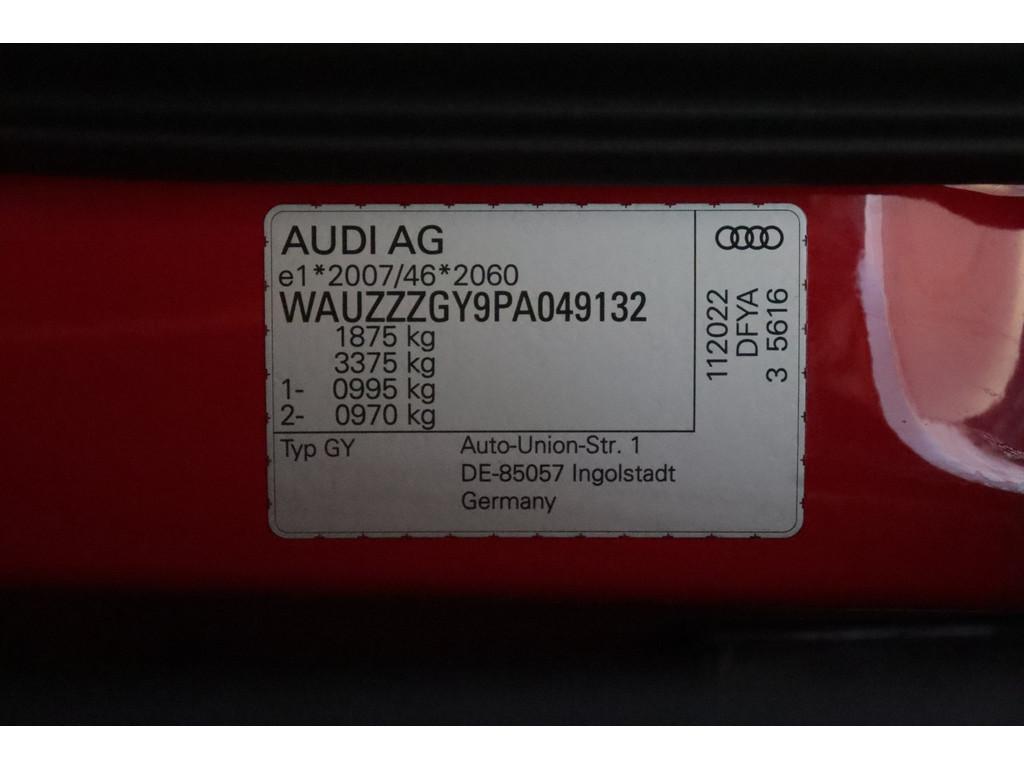 AUDI AG
e1*2007/46*2060
WAUZZZGY9PA049132
1875 kg
3375 kg
1- 0995 kg
2- 0970 kg
Typ GY
Auto-Union-Str. 1
DE-85057 Ingolstadt
Germany
112022
DFYA
3 5616